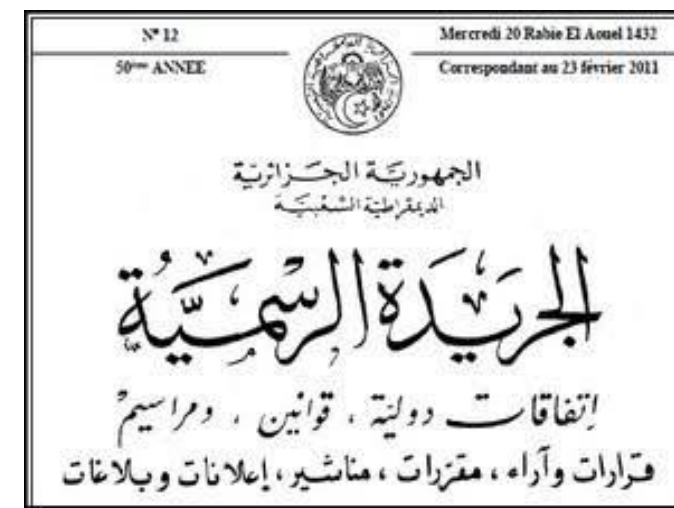 N° 12
Mercredi 20 Rabie El Aouel 1432
50ème ANNEE
Correspondant au 23 février 2011
الجمهورية الجزائرية
الديمقراطية الشعبية
الجريدة الرسمية
إتفاقات دولية ، قوانين ، ومراسيم
قرارات وآراء ، مقررات ، مناشير ، إعلانات وبلاغات